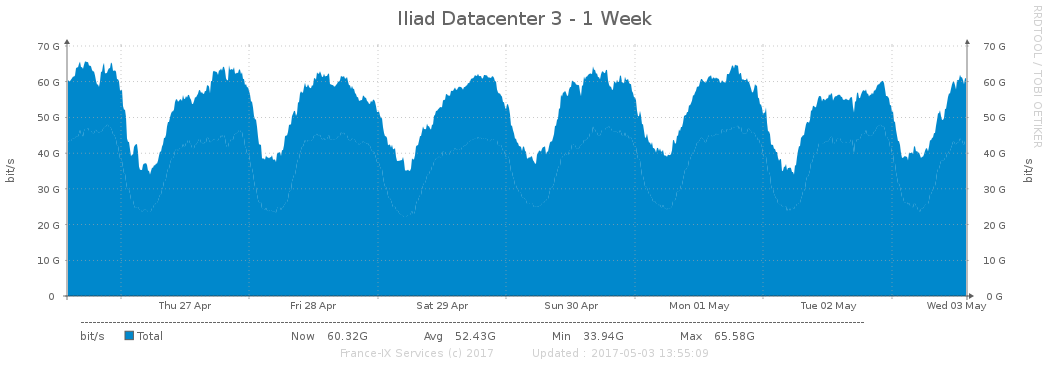 Iliad Datacenter 3 - 1 Week
RRDTOOL / TOBI OETIKER
70 G 70 G
60 G 60 G
50 G 50 G
40 G 40 G
30 G 30 G
20 G 20 G
10 G 10 G
0 0 G
bit/s bit/s
Thu 27 Apr Fri 28 Apr Sat 29 Apr Sun 30 Apr Mon 01 May Tue 02 May Wed 03 May
bit/s Total Now 60.32G Avg 52.43G Min 33.94G Max 65.58G
France-IX Services (c) 2017 Updated : 2017-05-03 13:55:09